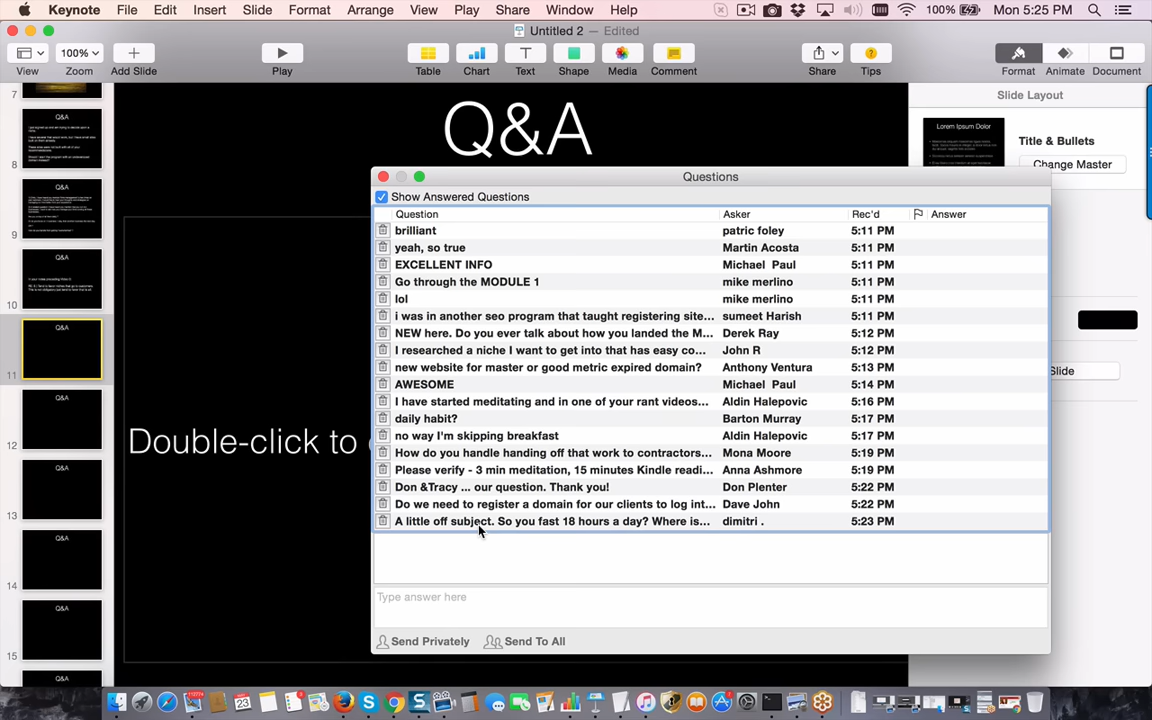 Keynote File Edit Insert Slide Format Arrange View Play Share Window Help 100% Mon 5:25 PM
Untitled 2 — Edited
100%
View Zoom Add Slide Play Table Chart Text Shape Media Comment Share Tips Format Animate Document
Slide Layout
Lorem Ipsum Dolor
Title & Bullets
Change Master
Slide
7
Q&A
8
Q&A
9
Q&A
10
Q&A
11
Q&A
12
Q&A
13
Q&A
14
Q&A
15
Q&A
Q&A
Double-click to
Questions
Show Answered Questions
Question Asker Rec'd Answer
brilliant patric foley 5:11 PM
yeah, so true Martin Acosta 5:11 PM
EXCELLENT INFO Michael Paul 5:11 PM
Go through the MODULE 1 mike merlino 5:11 PM
lol mike merlino 5:11 PM
i was in another seo program that taught registering site... sumeet Harish 5:11 PM
NEW here. Do you ever talk about how you landed the M... Derek Ray 5:12 PM
I researched a niche I want to get into that has easy co... John R 5:12 PM
new website for master or good metric expired domain? Anthony Ventura 5:13 PM
AWESOME Michael Paul 5:14 PM
I have started meditating and in one of your rant videos... Aldin Halepovic 5:16 PM
daily habit? Barton Murray 5:17 PM
no way I'm skipping breakfast Aldin Halepovic 5:17 PM
How do you handle handing off that work to contractors... Mona Moore 5:19 PM
Please verify - 3 min meditation, 15 minutes Kindle readi... Anna Ashmore 5:19 PM
Don &Tracy ... our question. Thank you! Don Plenter 5:22 PM
Do we need to register a domain for our clients to log int... Dave John 5:22 PM
A little off subject. So you fast 18 hours a day? Where is... dimitri . 5:23 PM
Type answer here
Send Privately Send To All
23